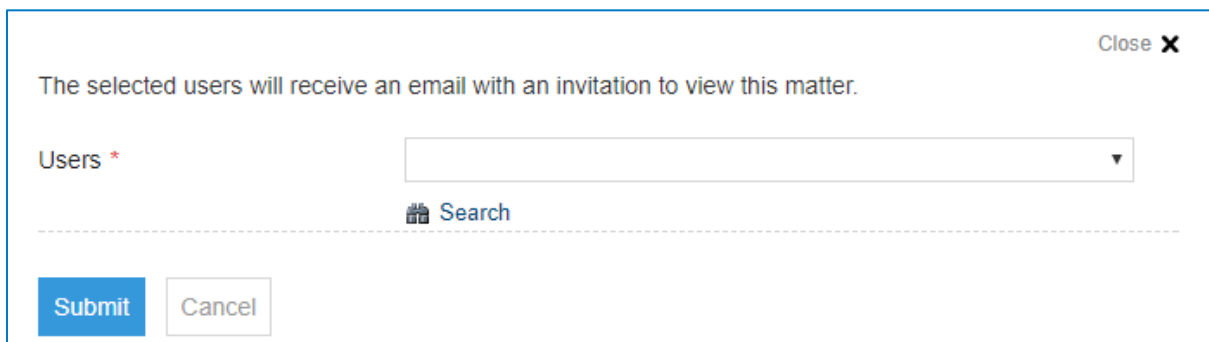 Close ✖
The selected users will receive an email with an invitation to view this matter.
Users *
Search
Submit Cancel